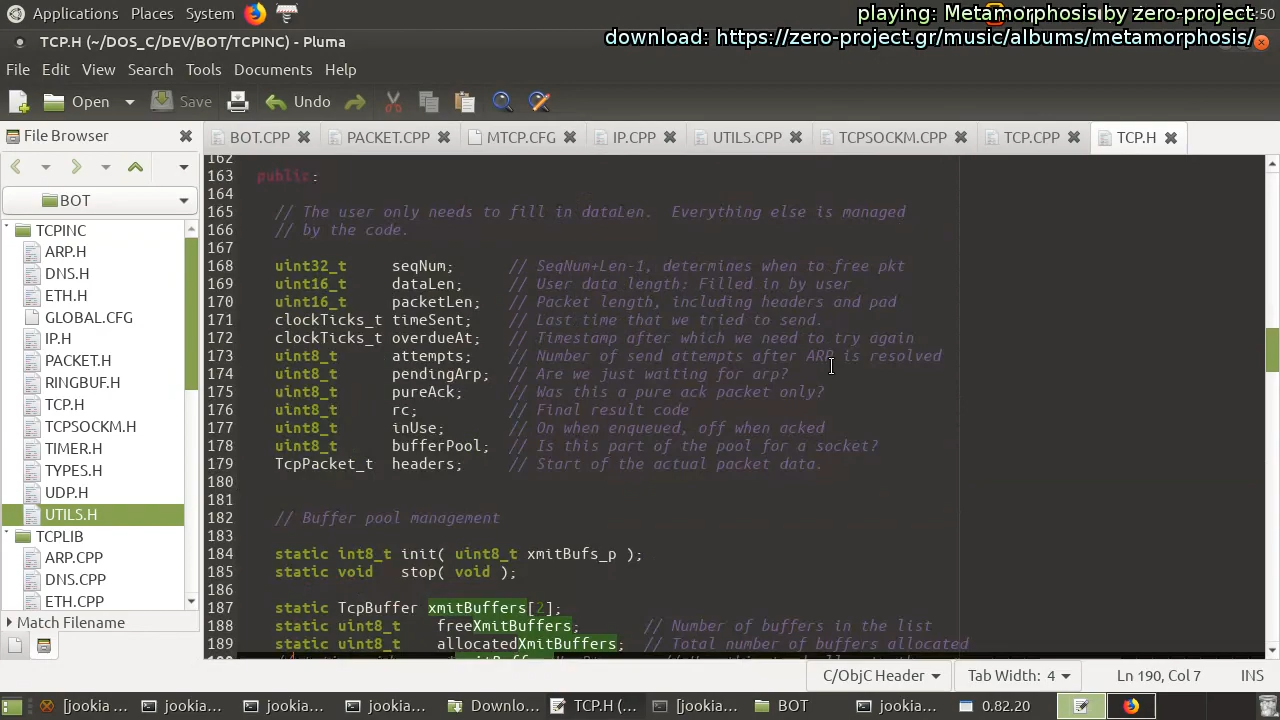 Applications Places System
:50
playing: Metamorphosis by zero-project
download: https://zero-project.gr/music/albums/metamorphosis/
TCP.H (~/DOS_C/DEV/BOT/TCPINC) - Pluma
File Edit View Search Tools Documents Help
Open Save Undo
File Browser
BOT.CPP PACKET.CPP MTCP.CFG IP.CPP UTILS.CPP TCPSOCKM.CPP TCP.CPP TCP.H
BOT
TCPINC
ARP.H
DNS.H
ETH.H
GLOBAL.CFG
IP.H
PACKET.H
RINGBUF.H
TCP.H
TCPSOCKM.H
TIMER.H
TYPES.H
UDP.H
UTILS.H
TCPLIB
ARP.CPP
DNS.CPP
ETH.CPP
Match Filename
162
163 public:
164
165 // The user only needs to fill in dataLen.  Everything else is managed
166 // by the code.
167
168 uint32_t seqNum; // SeqNum+Len-1, determines when to free pkt
169 uint16_t dataLen; // User data length: Filled in by user
170 uint16_t packetLen; // Packet length, including headers and pad
171 clockTicks_t timeSent; // Last time that we tried to send.
172 clockTicks_t overdueAt; // Timestamp after which we need to try again
173 uint8_t attempts; // Number of send attempts after ARP is resolved
174 uint8_t pendingArp; // Are we just waiting for arp?
175 uint8_t pureAck; // Was this a pure ack packet only?
176 uint8_t rc; // Final result code
177 uint8_t inUse; // On when enqueued, off when acked
178 uint8_t bufferPool; // Is this part of the pool for a socket?
179 TcpPacket_t headers; // Start of the actual packet data.
180
181
182 // Buffer pool management
183
184 static int8_t init( uint8_t xmitBufs_p );
185 static void stop( void );
186
187 static TcpBuffer xmitBuffers[2];
188 static uint8_t freeXmitBuffers; // Number of buffers in the list
189 static uint8_t allocatedXmitBuffers; // Total number of buffers allocated
C/ObjC Header Tab Width: 4 Ln 190, Col 7 INS
[jookia ... jookia... jookia... jookia... Downlo... TCP.H (... [jookia... BOT jookia... 0.82.20